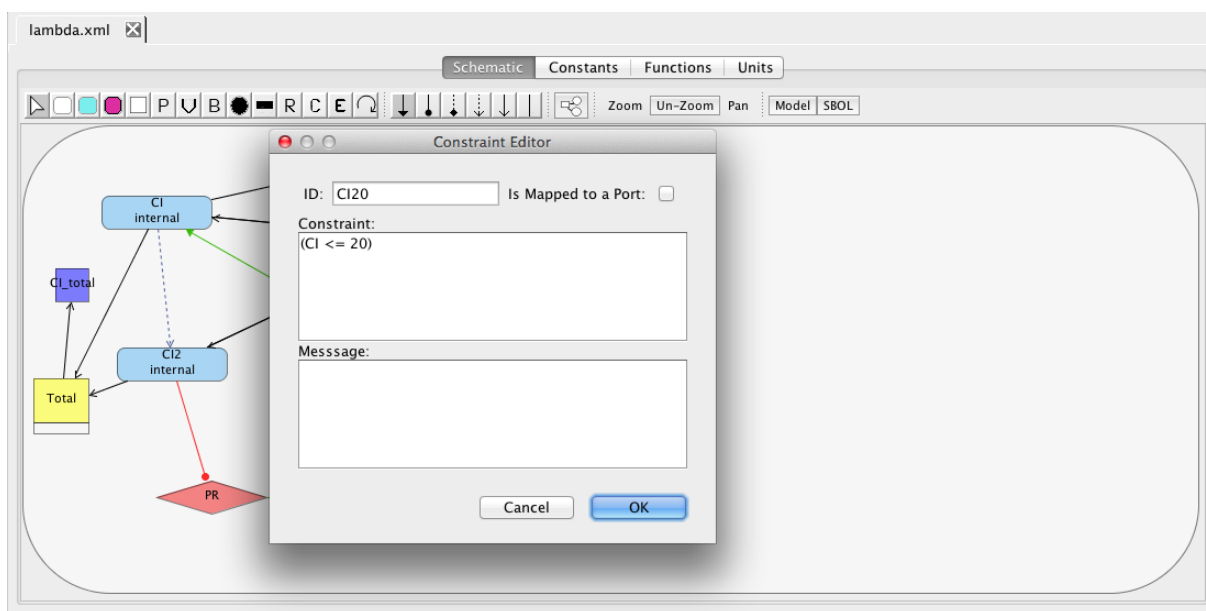 lambda.xml
Schematic Constants Functions Units
P V B R C E Zoom Un-Zoom Pan Model SBOL
Constraint Editor
ID: CI20 Is Mapped to a Port:
Constraint:
(CI <= 20)
Messsage:
Cancel OK
CI
internal
CI_total
CI2
internal
Total
PR